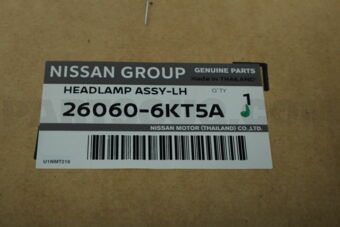 NISSAN GROUP GENUINE PARTS
Made in THAILAND
HEADLAMP ASSY-LH Q'TY
26060-6KT5A 1
NISSAN MOTOR (THAILAND) CO.,LTD.
U1NMT216